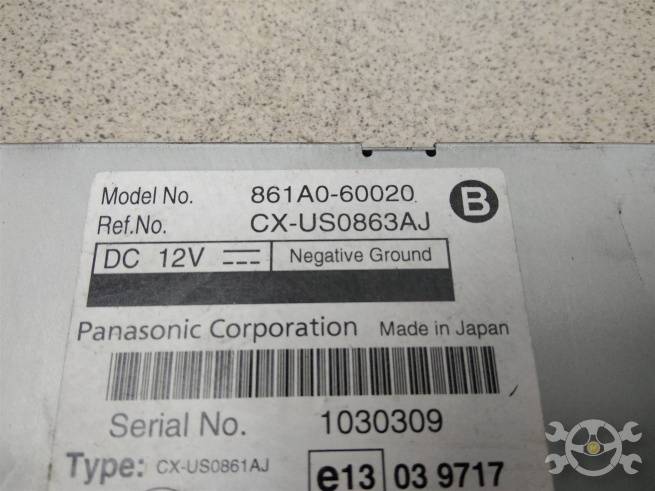 Model No. 861A0-60020 B
Ref.No. CX-US0863AJ
DC 12V Negative Ground
Panasonic Corporation Made in Japan
Serial No. 1030309
Type: CX-US0861AJ e13 03 9717